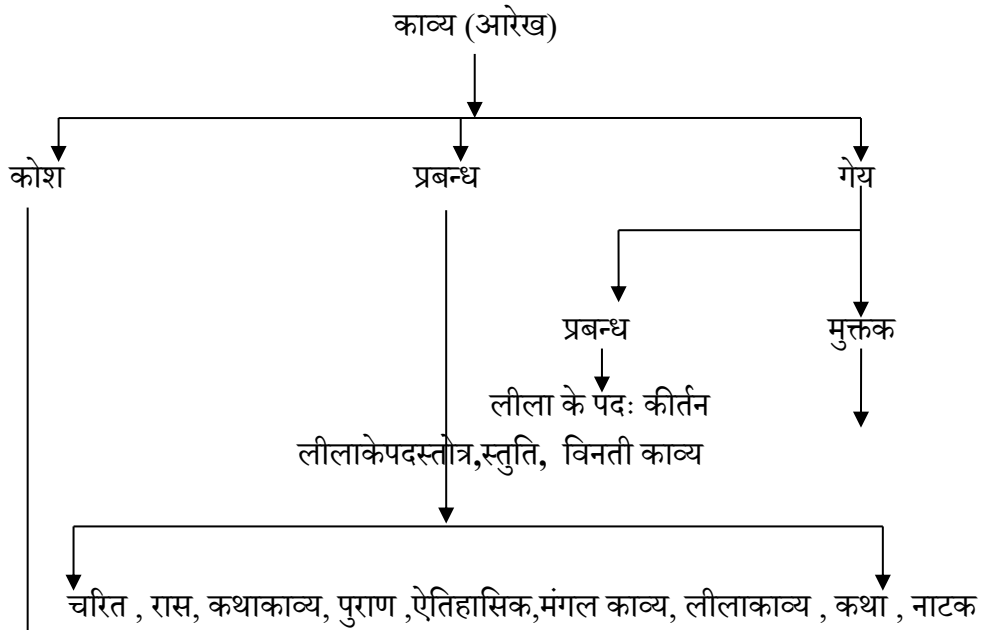 काव्य (आरेख)
कोश प्रबन्ध गेय
प्रबन्ध मुक्तक
लीला के पदः कीर्तन
लीलाकेपदस्तोत्र,स्तुति, विनती काव्य
चरित , रास, कथाकाव्य, पुराण ,ऐतिहासिक,मंगल काव्य, लीलाकाव्य , कथा , नाटक